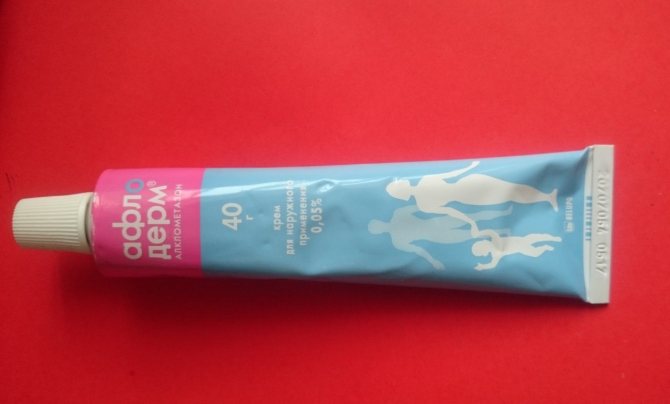 афло
дерм®
АЛКЛОМЕТАЗОН
40
г
крем
для наружного
применения
0,05%
BELUPO